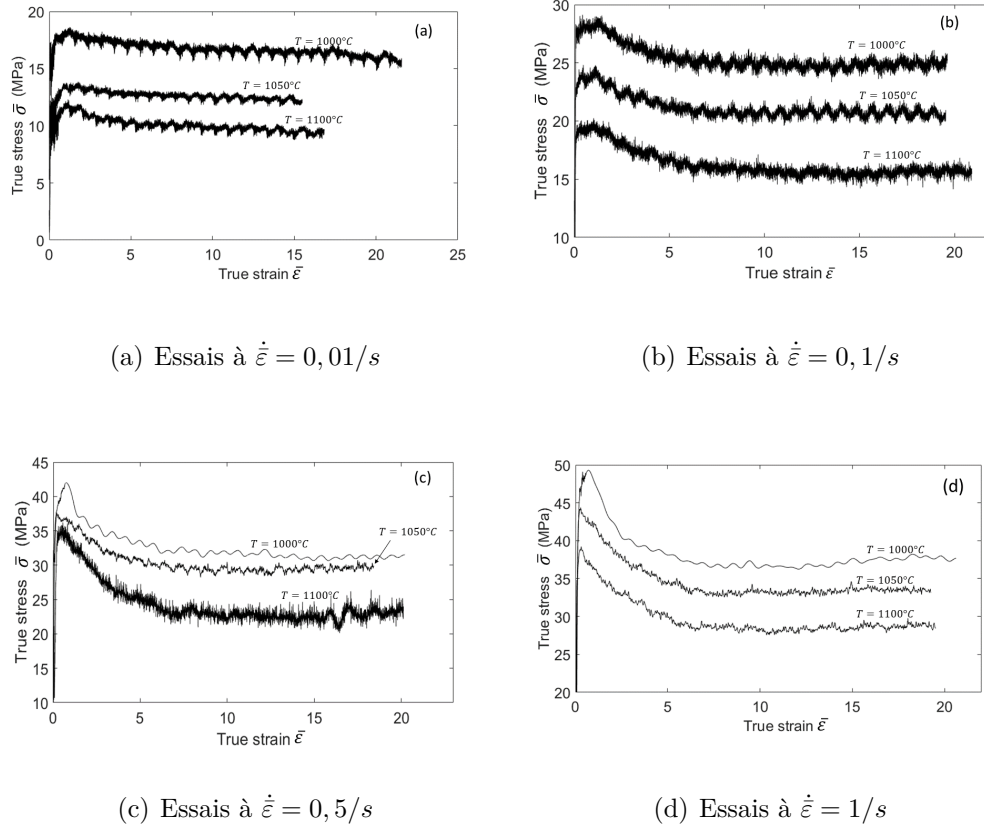 20
15
10
5
0
True stress σ̄ (MPa)
(a)
T = 1000°C
T = 1050°C
T = 1100°C
0 5 10 15 20 25
True strain ε̄
30
25
20
15
10
True stress σ̄ (MPa)
(b)
T = 1000°C
T = 1050°C
T = 1100°C
0 5 10 15 20
True strain ε̄
(a) Essais à ε̄̇ = 0, 01/s
(b) Essais à ε̄̇ = 0, 1/s
45
40
35
30
25
20
15
10
True stress σ̄ (MPa)
(c)
T = 1050°C
T = 1000°C
T = 1100°C
0 5 10 15 20
True strain ε̄
50
45
40
35
30
25
20
True stress σ̄ (MPa)
(d)
T = 1000°C
T = 1050°C
T = 1100°C
0 5 10 15 20
True strain ε̄
(c) Essais à ε̄̇ = 0, 5/s
(d) Essais à ε̄̇ = 1/s